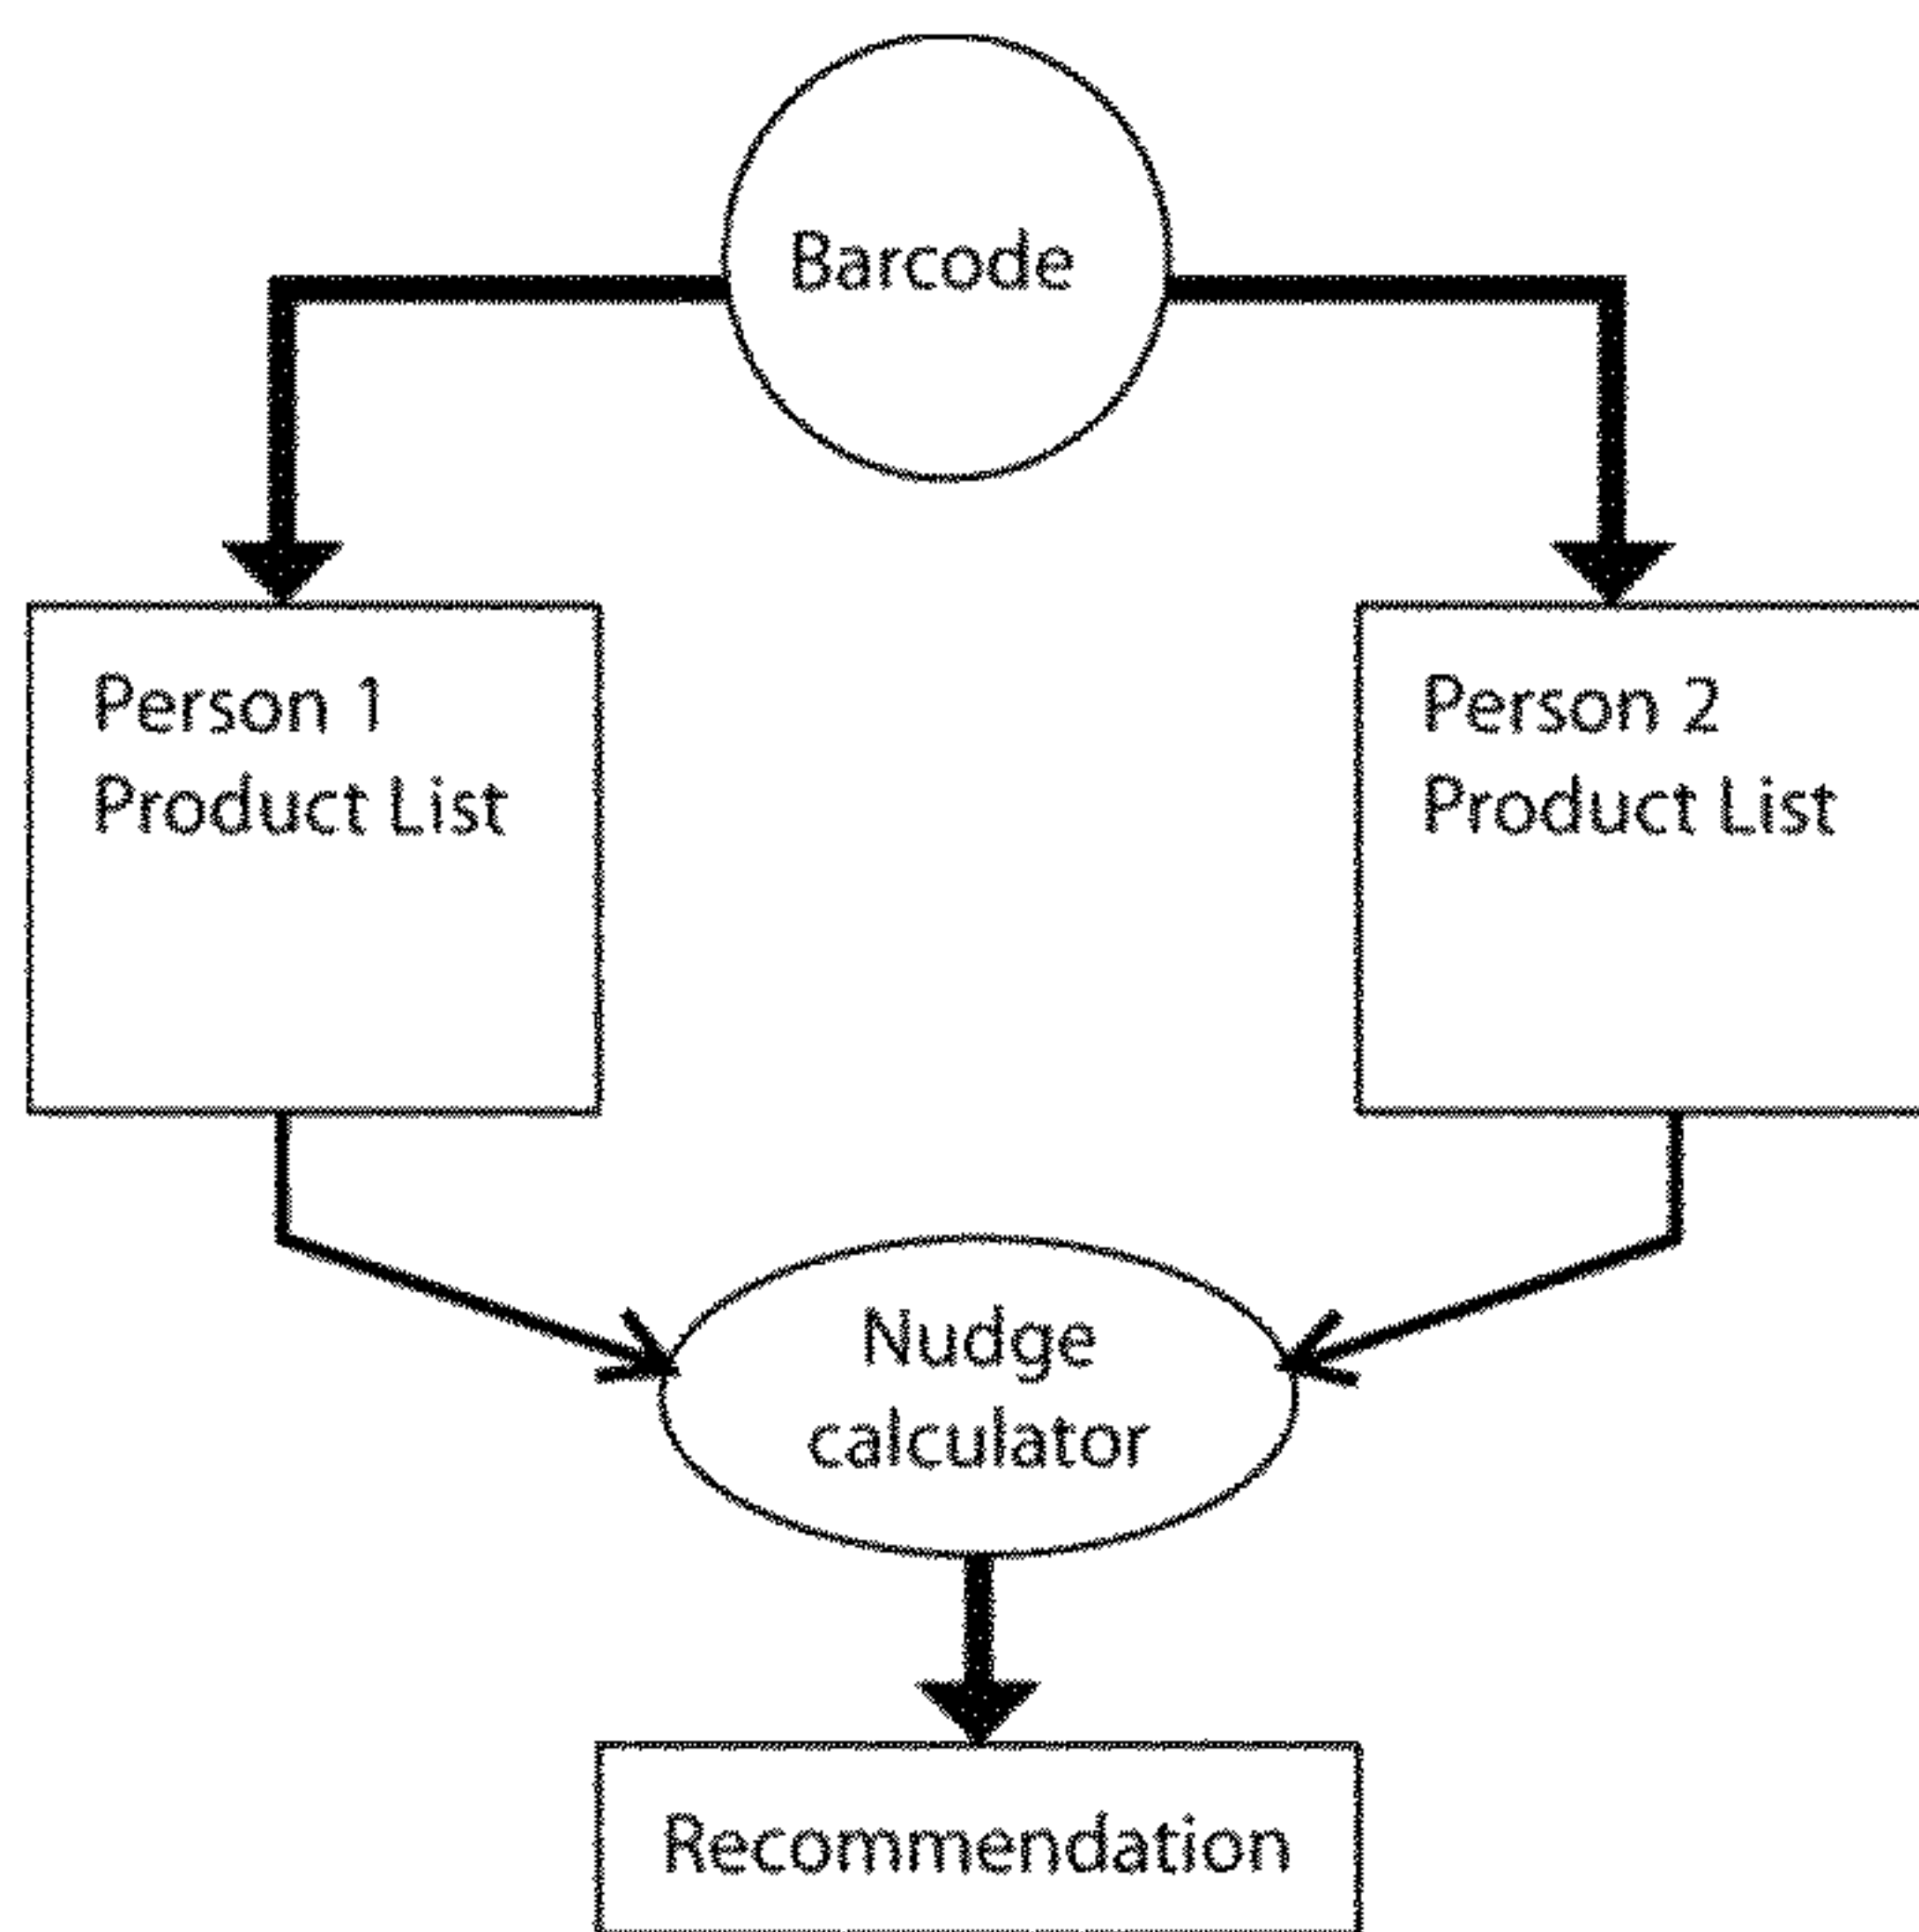 Barcode
Person 1
Product List
Person 2
Product List
Nudge
calculator
Recommendation